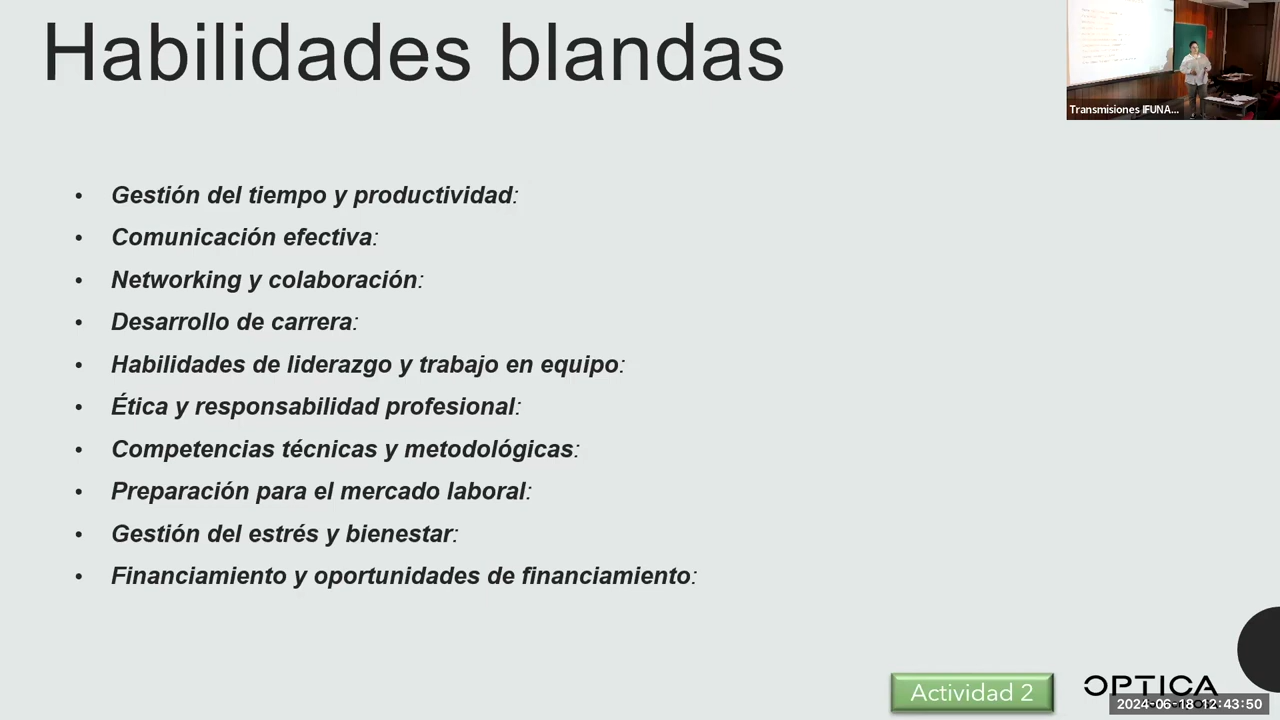 Habilidades blandas
Transmisiones IFUNA...
• Gestión del tiempo y productividad:
• Comunicación efectiva:
• Networking y colaboración:
• Desarrollo de carrera:
• Habilidades de liderazgo y trabajo en equipo:
• Ética y responsabilidad profesional:
• Competencias técnicas y metodológicas:
• Preparación para el mercado laboral:
• Gestión del estrés y bienestar:
• Financiamiento y oportunidades de financiamiento:
Actividad 2
OPTICA
2024-06-18 12:43:50